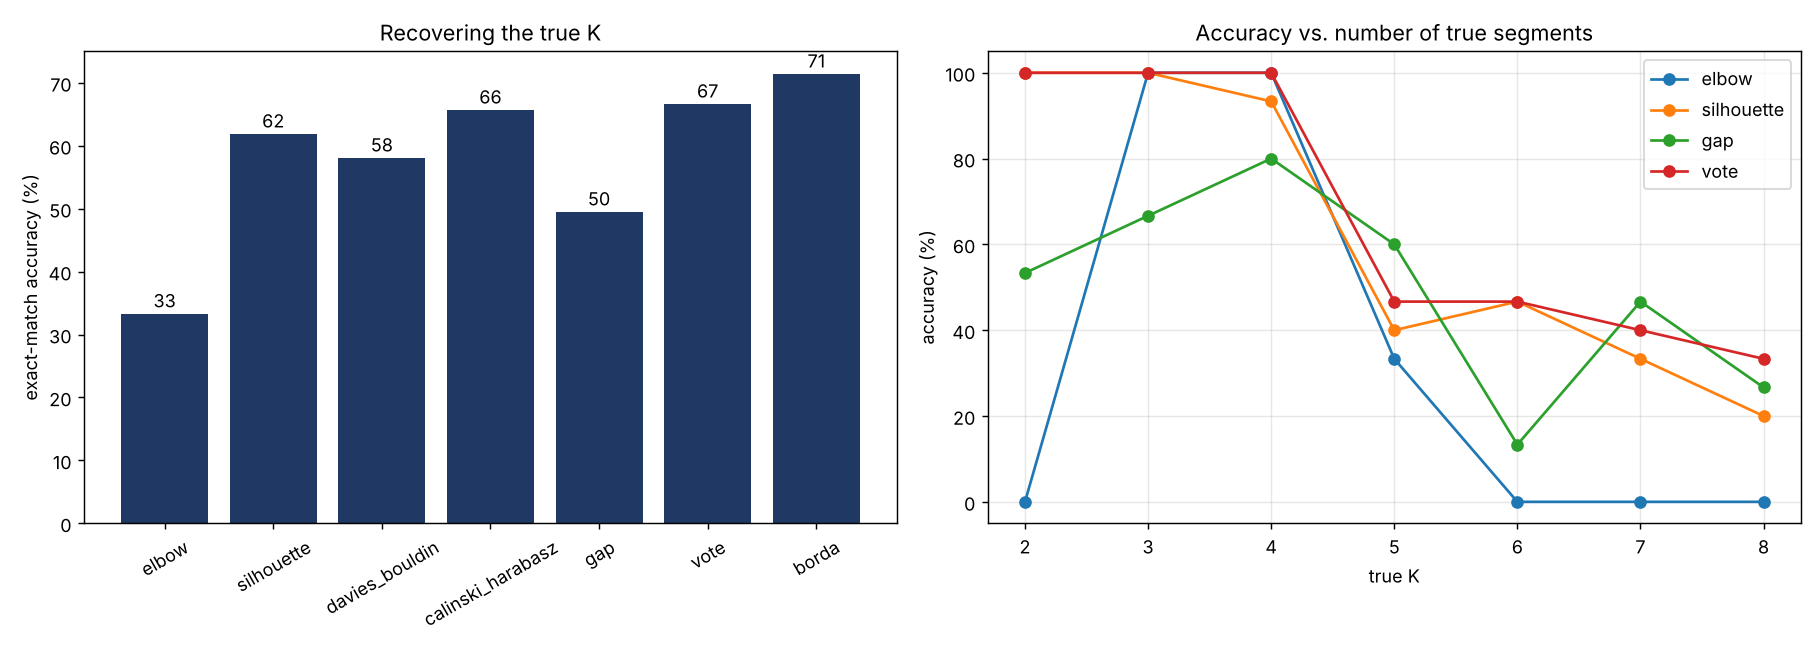 Recovering the true K
exact-match accuracy (%)
70
60
50
40
30
20
10
0
33
62
58
66
50
67
71
elbow
silhouette
davies_bouldin
calinski_harabasz
gap
vote
borda
Accuracy vs. number of true segments
accuracy (%)
100
80
60
40
20
0
elbow
silhouette
gap
vote
2
3
4
5
6
7
8
true K